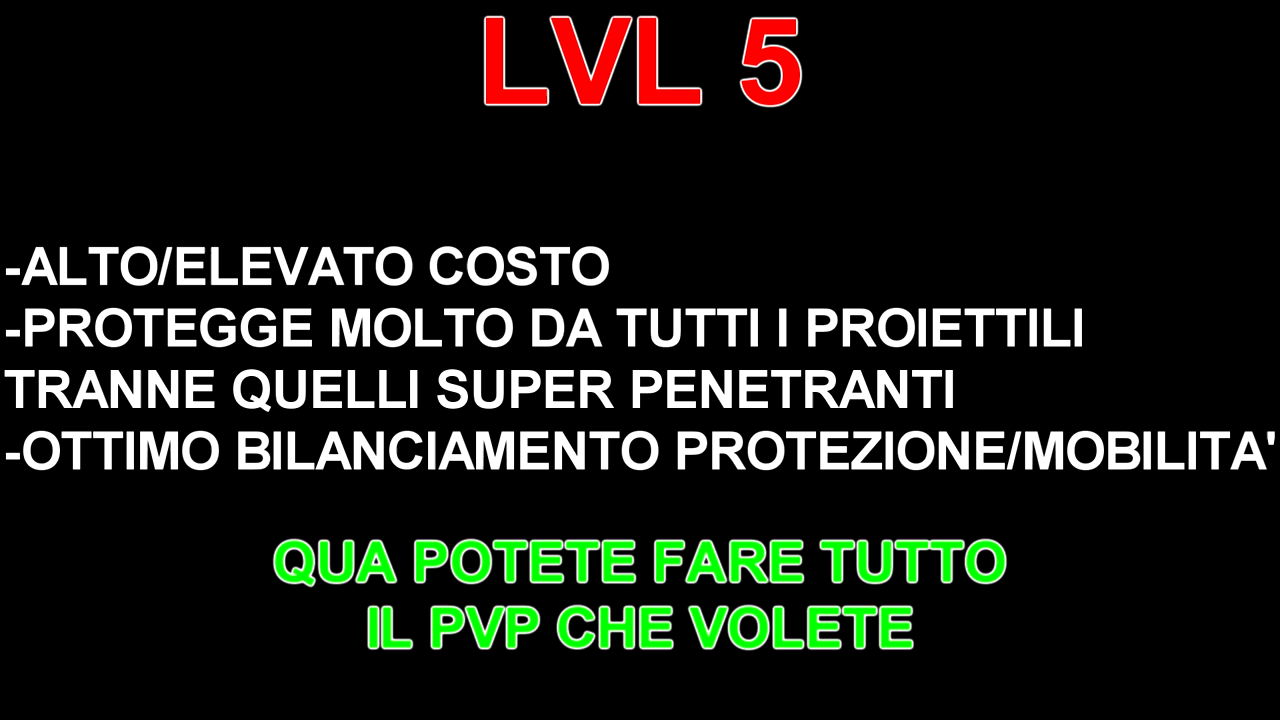 LVL 5
-ALTO/ELEVATO COSTO
-PROTEGGE MOLTO DA TUTTI I PROIETTILI
TRANNE QUELLI SUPER PENETRANTI
-OTTIMO BILANCIAMENTO PROTEZIONE/MOBILITA'
QUA POTETE FARE TUTTO
IL PVP CHE VOLETE